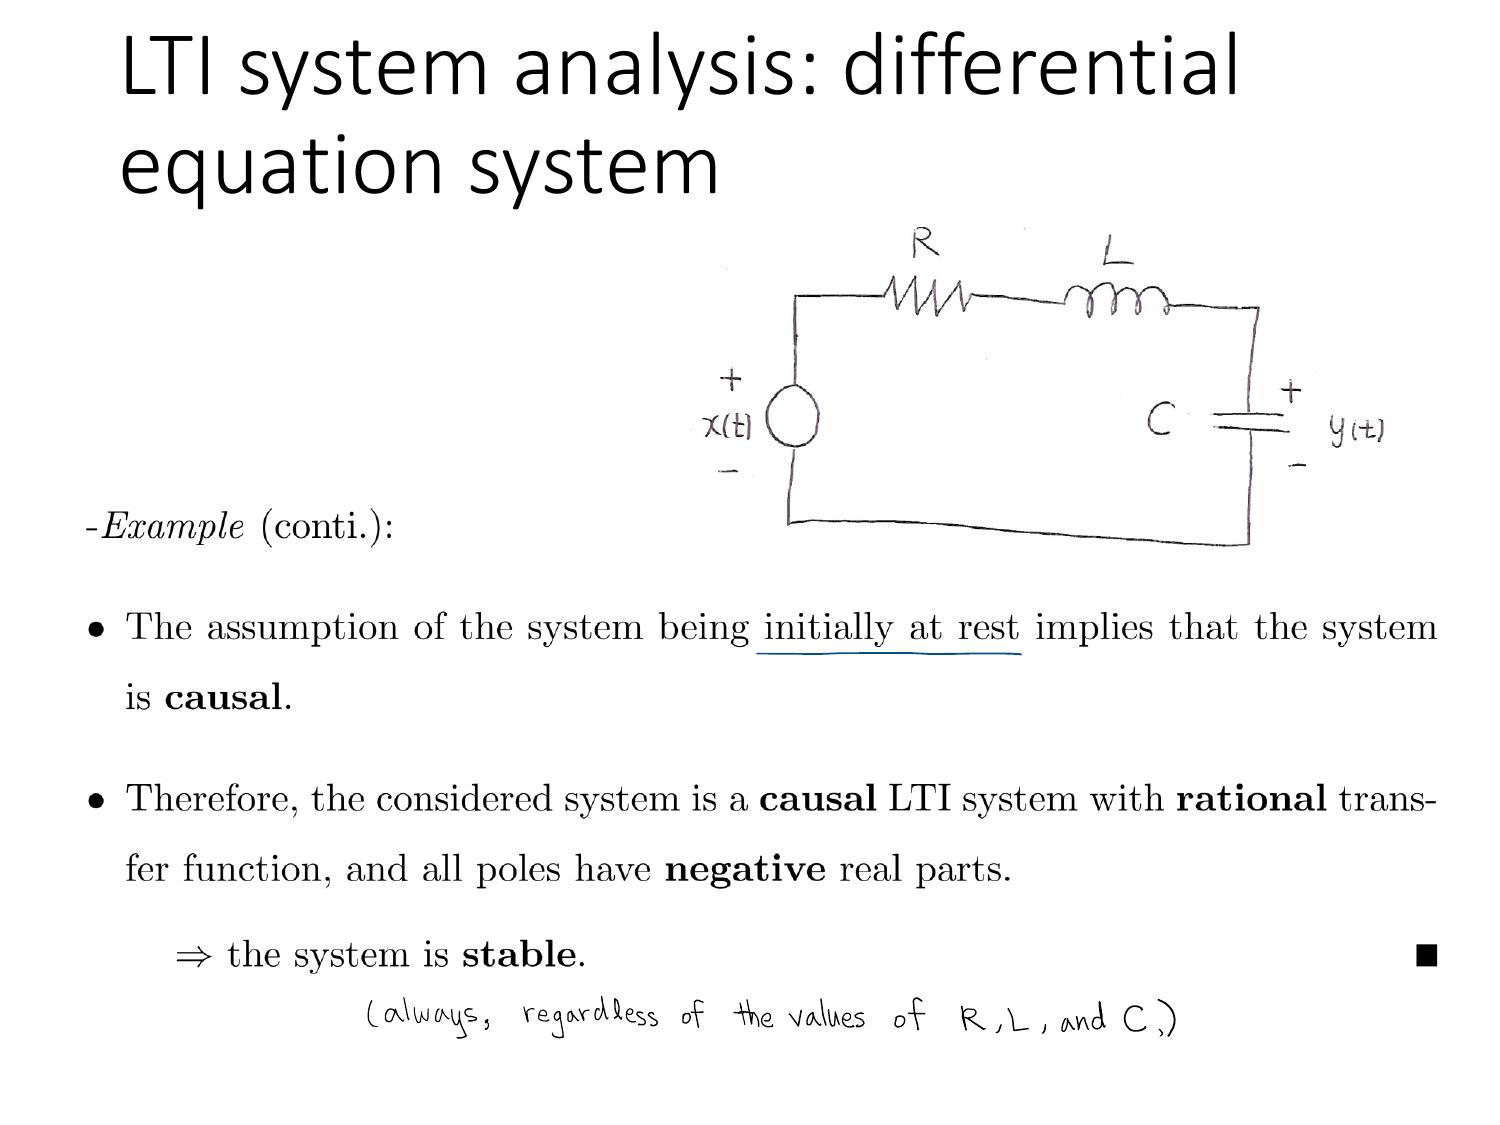 LTI system analysis: differential
equation system
R
L
+
x(t)
−
C
+
y(t)
−
-Example (conti.):
• The assumption of the system being initially at rest implies that the system
is causal.
• Therefore, the considered system is a causal LTI system with rational trans-
fer function, and all poles have negative real parts.
⇒ the system is stable. ■
(always, regardless of the values of R, L, and C,)